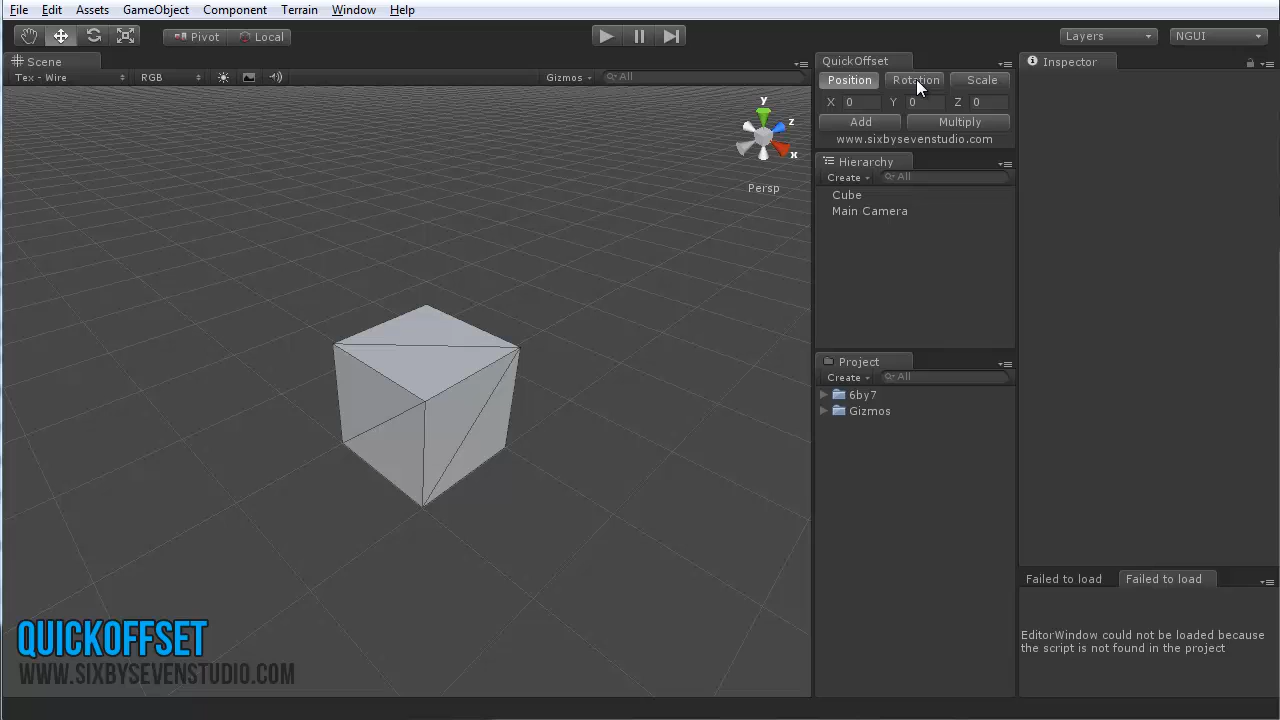 File Edit Assets GameObject Component Terrain Window Help
Pivot Local Layers NGUI
Scene QuickOffset Inspector
Tex - Wire RGB Gizmos All Position Rotation Scale
X 0 Y 0 Z 0
y z x
Add Multiply
www.sixbysevenstudio.com
Persp
Hierarchy
Create All
Cube
Main Camera
Project
Create All
6by7
Gizmos
Failed to load Failed to load
EditorWindow could not be loaded because
the script is not found in the project
QUICKOFFSET
WWW.SIXBYSEVENSTUDIO.COM